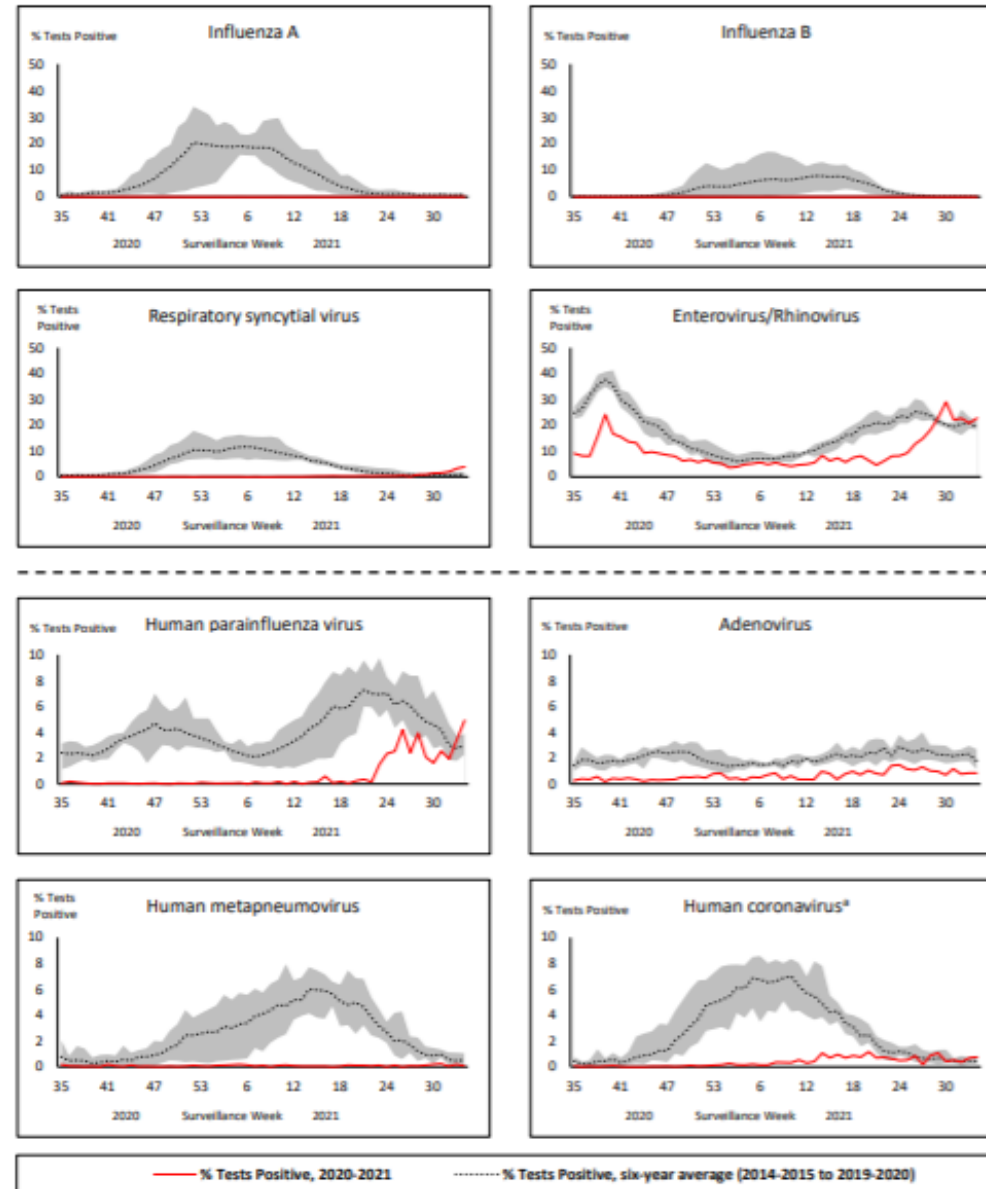 Influenza A
% Tests Positive
50
40
30
20
10
0
35 41 47 53 6 12 18 24 30
2020 Surveillance Week 2021
Influenza B
% Tests Positive
50
40
30
20
10
0
35 41 47 53 6 12 18 24 30
2020 Surveillance Week 2021
Respiratory syncytial virus
% Tests
Positive
50
40
30
20
10
0
35 41 47 53 6 12 18 24 30
2020 Surveillance Week 2021
Enterovirus/Rhinovirus
% Tests
Positive
50
40
30
20
10
0
35 41 47 53 6 12 18 24 30
2020 Surveillance Week 2021
Human parainfluenza virus
% Tests Positive
10
8
6
4
2
0
35 41 47 53 6 12 18 24 30
2020 Surveillance Week 2021
Adenovirus
% Tests Positive
10
8
6
4
2
0
35 41 47 53 6 12 18 24 30
2020 Surveillance Week 2021
Human metapneumovirus
% Tests
Positive
10
8
6
4
2
0
35 41 47 53 6 12 18 24 30
2020 Surveillance Week 2021
Human coronavirusᵃ
% Tests Positive
10
8
6
4
2
0
35 41 47 53 6 12 18 24 30
2020 Surveillance Week 2021
% Tests Positive, 2020-2021 % Tests Positive, six-year average (2014-2015 to 2019-2020)